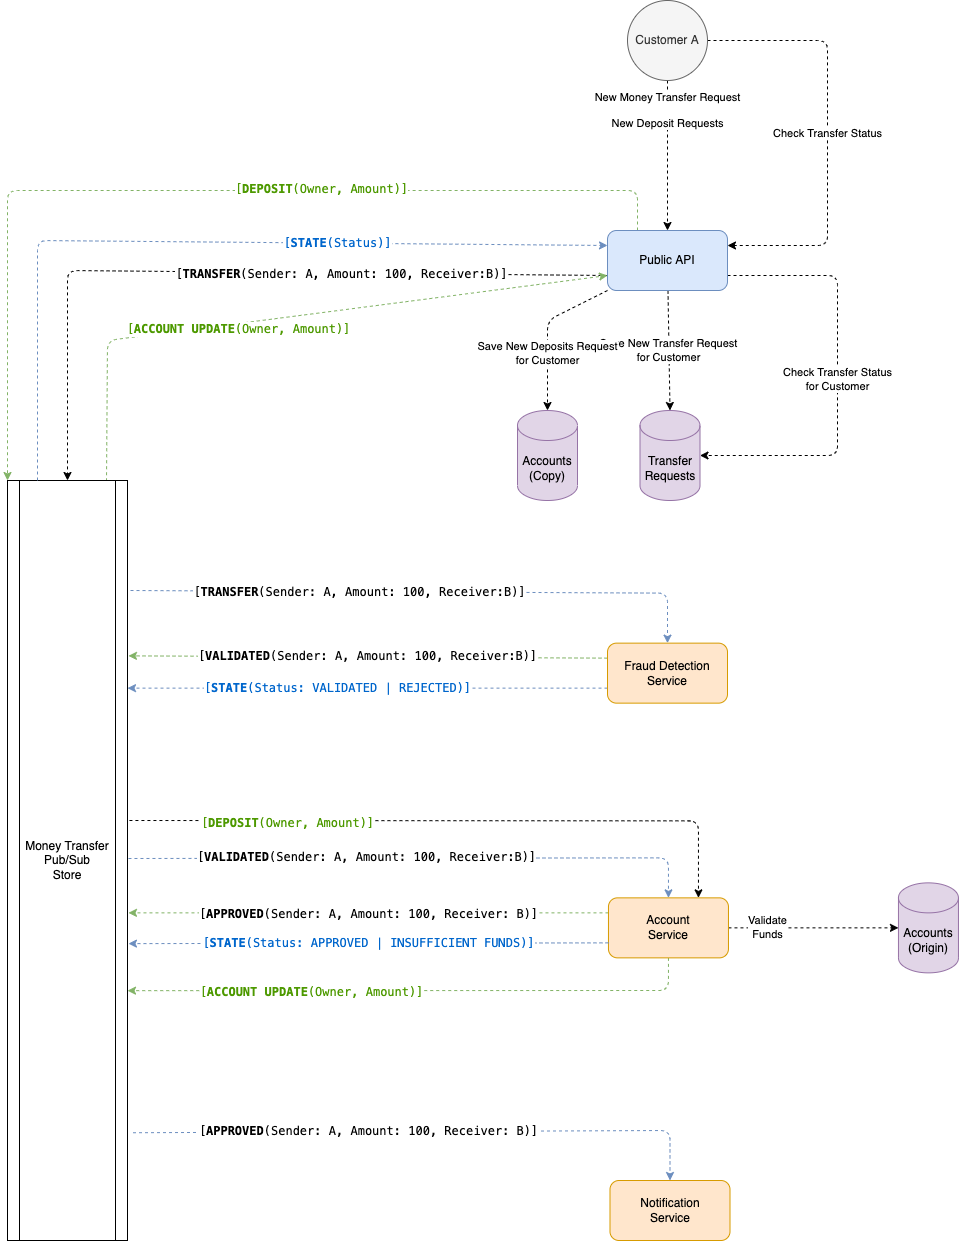 Customer A
New Money Transfer Request
New Deposit Requests
Check Transfer Status
[DEPOSIT(Owner, Amount)]
[STATE(Status)]
Public API
[TRANSFER(Sender: A, Amount: 100, Receiver:B)]
[ACCOUNT UPDATE(Owner, Amount)]
Save New Deposits Request
for Customer
e New Transfer Request
for Customer
Check Transfer Status
for Customer
Accounts
(Copy)
Transfer
Requests
[TRANSFER(Sender: A, Amount: 100, Receiver:B)]
[VALIDATED(Sender: A, Amount: 100, Receiver:B)]
Fraud Detection
Service
[STATE(Status: VALIDATED | REJECTED)]
Money Transfer
Pub/Sub
Store
[DEPOSIT(Owner, Amount)]
[VALIDATED(Sender: A, Amount: 100, Receiver:B)]
[APPROVED(Sender: A, Amount: 100, Receiver: B)]
Account
Service
Validate
Funds
Accounts
(Origin)
[STATE(Status: APPROVED | INSUFFICIENT FUNDS)]
[ACCOUNT UPDATE(Owner, Amount)]
[APPROVED(Sender: A, Amount: 100, Receiver: B)]
Notification
Service